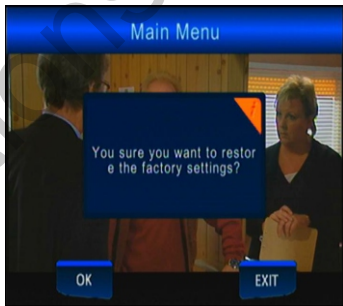 Main Menu
You sure you want to restor
e the factory settings?
OK
EXIT